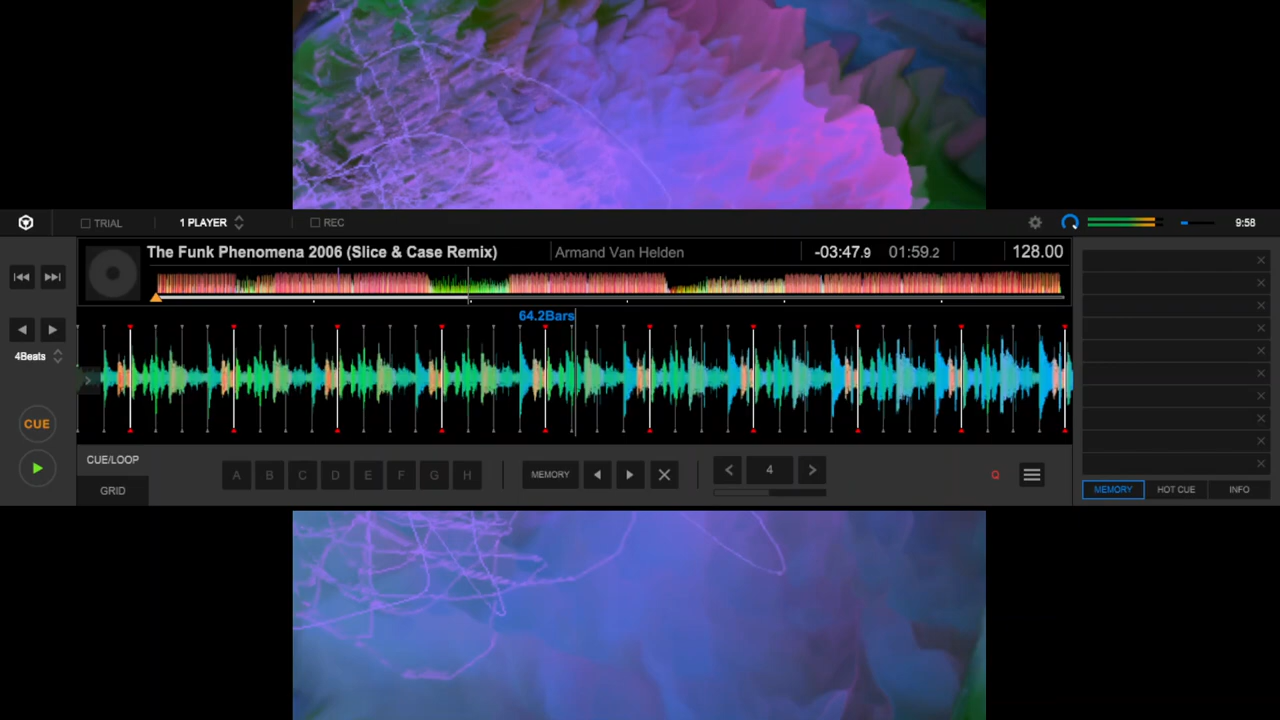 TRIAL
1 PLAYER
REC
9:58
The Funk Phenomena 2006 (Slice & Case Remix)
Armand Van Helden
-03:47.9
01:59.2
128.00
64.2Bars
4Beats
CUE
CUE/LOOP
GRID
A B C D E F G H
MEMORY
4
Q
MEMORY
HOT CUE
INFO